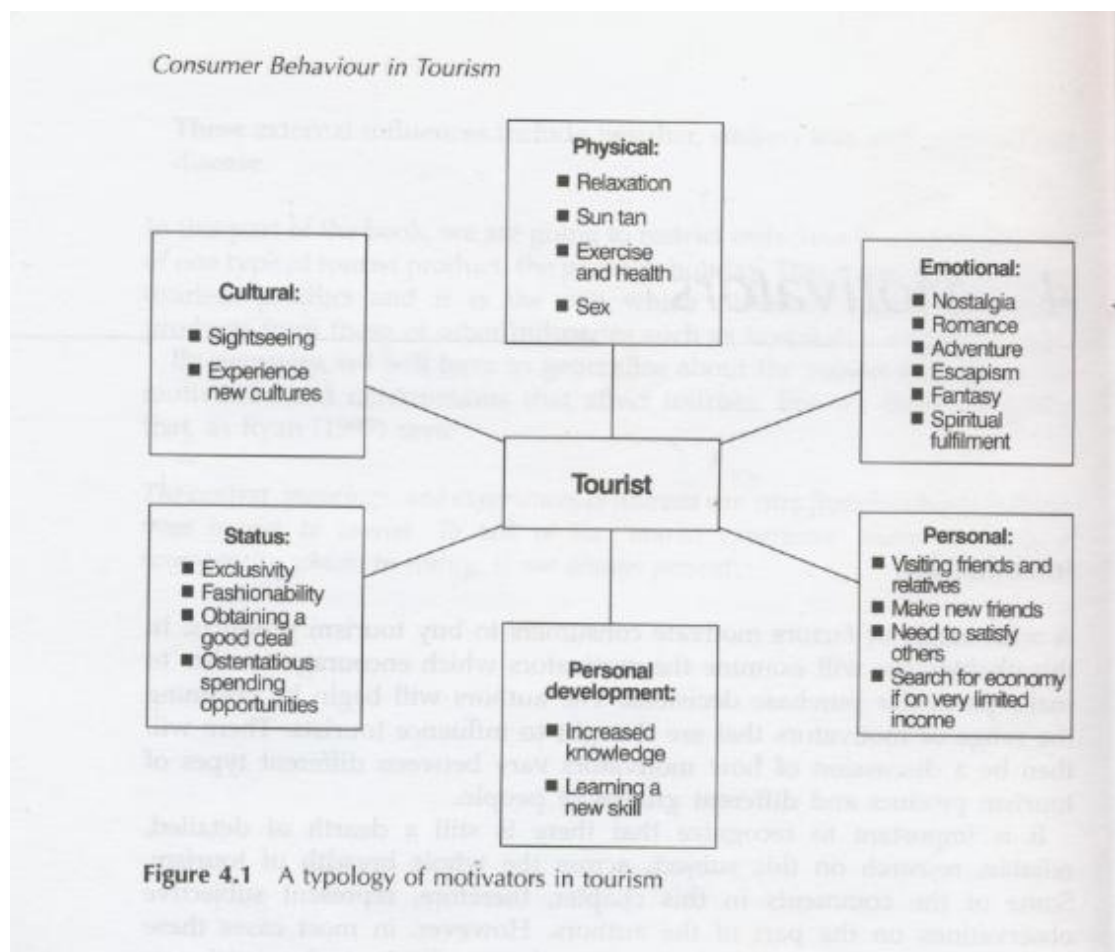 Consumer Behaviour in Tourism
Physical:
■ Relaxation
■ Sun tan
■ Exercise
and health
■ Sex
Cultural:
■ Sightseeing
■ Experience
new cultures
Emotional:
■ Nostalgia
■ Romance
■ Adventure
■ Escapism
■ Fantasy
■ Spiritual
fulfilment
Tourist
Status:
■ Exclusivity
■ Fashionability
■ Obtaining a
good deal
■ Ostentatious
spending
opportunities
Personal
development:
■ Increased
knowledge
■ Learning a
new skill
Personal:
■ Visiting friends and
relatives
■ Make new friends
■ Need to satisfy
others
■ Search for economy
if on very limited
income
Figure 4.1 A typology of motivators in tourism